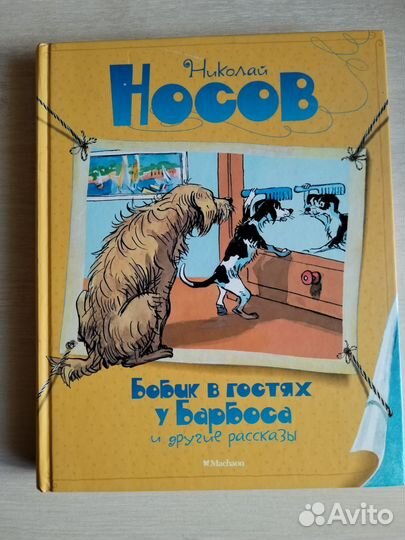 Николай
НОСОВ
Бобик в гостях
у Барбоса
и другие рассказы
Machaon
Avito